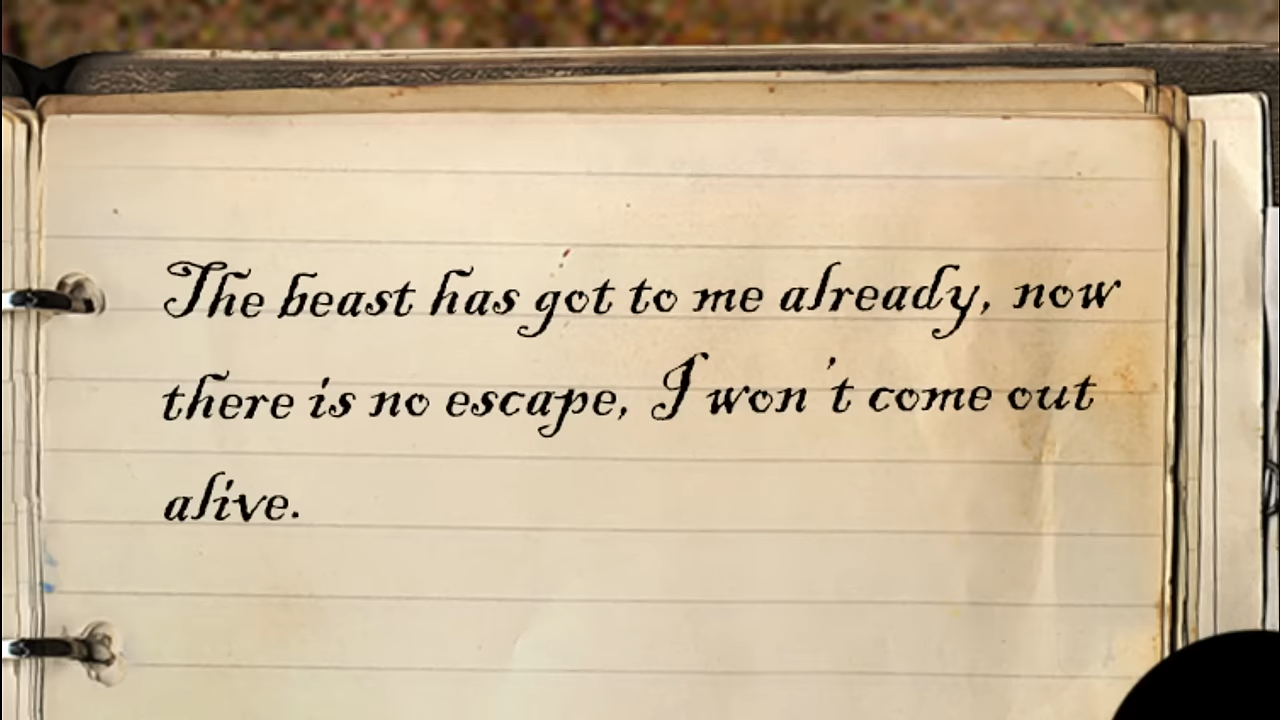 The beast has got to me already, now
there is no escape, I won't come out
alive.